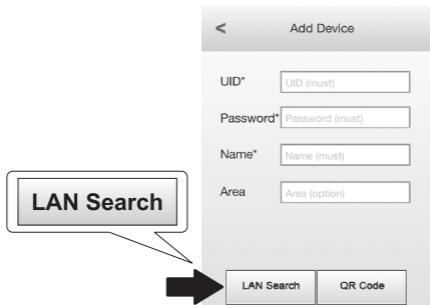 < Add Device
UID* UID (must)
Password* Password (must)
Name* Name (must)
Area Area (option)
LAN Search
LAN Search QR Code